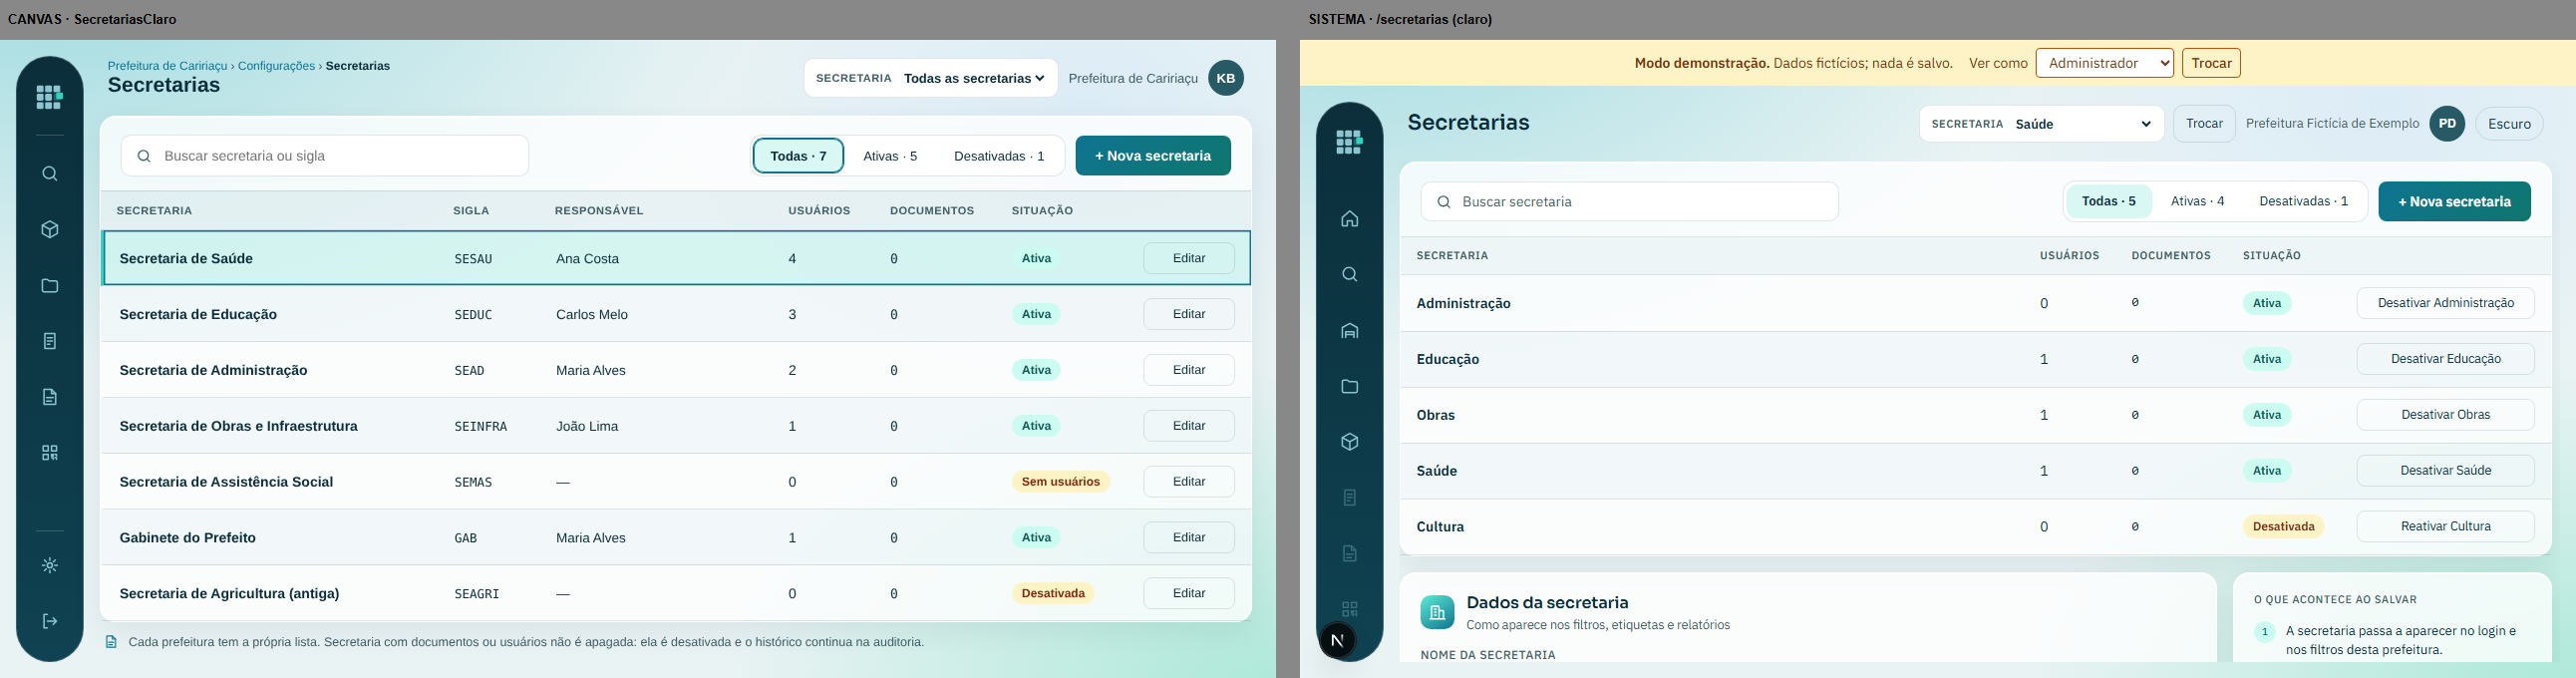 CANVAS · SecretariasClaro
Prefeitura de Caririaçu › Configurações › Secretarias
Secretarias
SECRETARIA Todas as secretarias
Prefeitura de Caririaçu
KB
Buscar secretaria ou sigla
Todas · 7
Ativas · 5
Desativadas · 1
+ Nova secretaria
SECRETARIA SIGLA RESPONSÁVEL USUÁRIOS DOCUMENTOS SITUAÇÃO
Secretaria de Saúde SESAU Ana Costa 4 0 Ativa Editar
Secretaria de Educação SEDUC Carlos Melo 3 0 Ativa Editar
Secretaria de Administração SEAD Maria Alves 2 0 Ativa Editar
Secretaria de Obras e Infraestrutura SEINFRA João Lima 1 0 Ativa Editar
Secretaria de Assistência Social SEMAS — 0 0 Sem usuários Editar
Gabinete do Prefeito GAB Maria Alves 1 0 Ativa Editar
Secretaria de Agricultura (antiga) SEAGRI — 0 0 Desativada Editar
Cada prefeitura tem a própria lista. Secretaria com documentos ou usuários não é apagada: ela é desativada e o histórico continua na auditoria.
SISTEMA · /secretarias (claro)
Modo demonstração. Dados fictícios; nada é salvo. Ver como Administrador Trocar
Secretarias
SECRETARIA Saúde
Trocar
Prefeitura Fictícia de Exemplo
PD
Escuro
Buscar secretaria
Todas · 5
Ativas · 4
Desativadas · 1
+ Nova secretaria
SECRETARIA USUÁRIOS DOCUMENTOS SITUAÇÃO
Administração 0 0 Ativa Desativar Administração
Educação 1 0 Ativa Desativar Educação
Obras 1 0 Ativa Desativar Obras
Saúde 1 0 Ativa Desativar Saúde
Cultura 0 0 Desativada Reativar Cultura
Dados da secretaria
Como aparece nos filtros, etiquetas e relatórios
NOME DA SECRETARIA
N
O QUE ACONTECE AO SALVAR
1 A secretaria passa a aparecer no login e
nos filtros desta prefeitura.